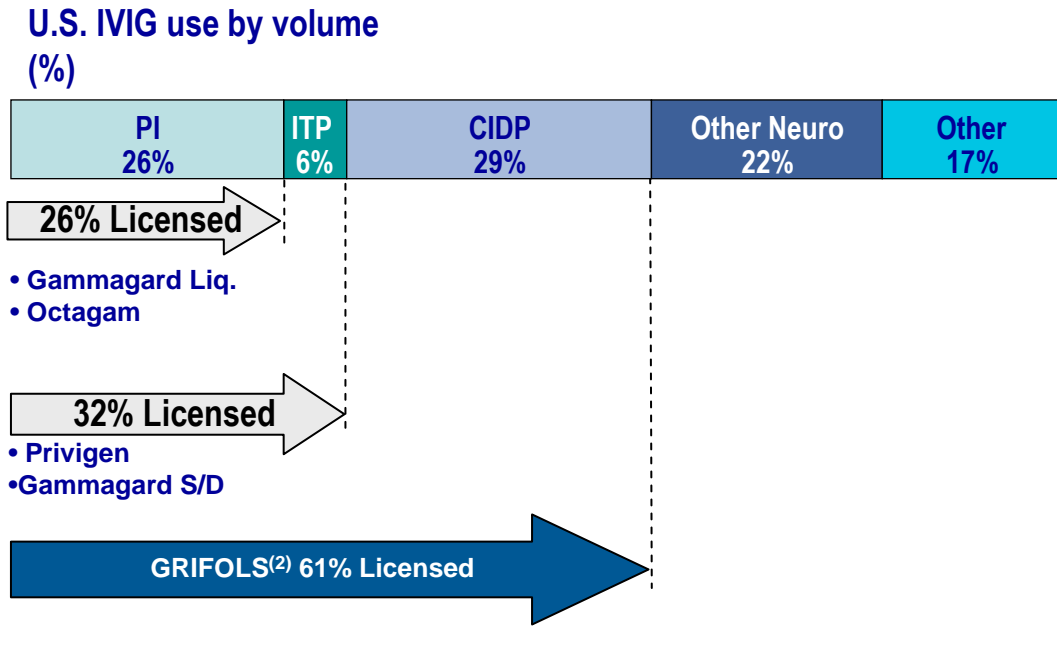 U.S. IVIG use by volume
(%)
PI
26%
ITP
6%
CIDP
29%
Other Neuro
22%
Other
17%
26% Licensed
• Gammagard Liq.
• Octagam
32% Licensed
• Privigen
•Gammagard S/D
GRIFOLS(2) 61% Licensed